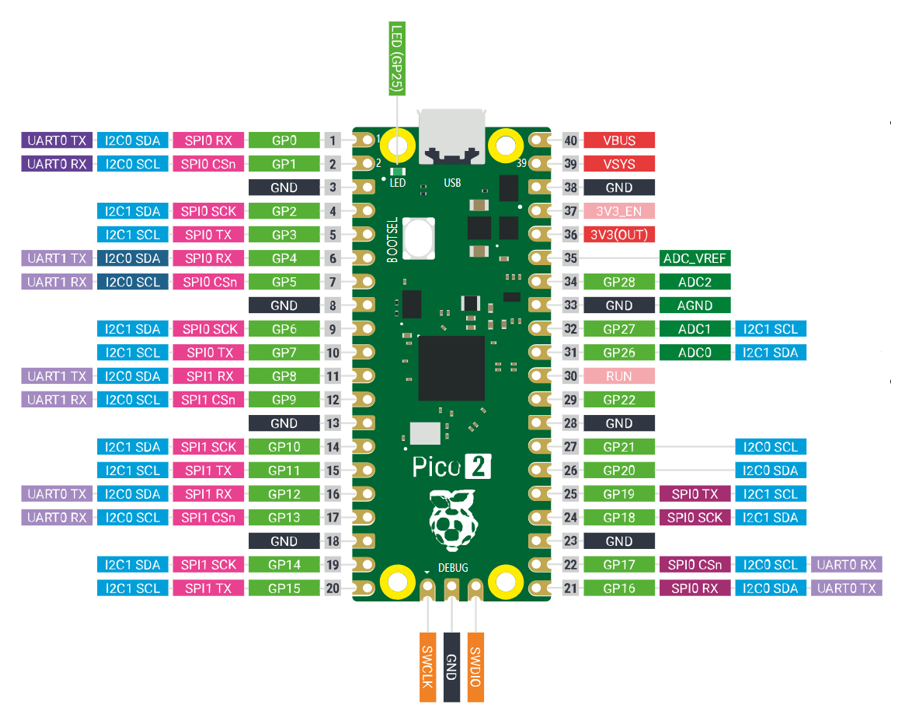 LED (GP25)
UART0 TX I2C0 SDA SPI0 RX GP0 1 1 40 VBUS
UART0 RX I2C0 SCL SPI0 CSn GP1 2 2 39 39 VSYS
GND 3 LED USB 38 GND
I2C1 SDA SPI0 SCK GP2 4 37 3V3_EN
I2C1 SCL SPI0 TX GP3 5 BOOTSEL 36 3V3(OUT)
UART1 TX I2C0 SDA SPI0 RX GP4 6 35 ADC_VREF
UART1 RX I2C0 SCL SPI0 CSn GP5 7 34 GP28 ADC2
GND 8 33 GND AGND
I2C1 SDA SPI0 SCK GP6 9 32 GP27 ADC1 I2C1 SCL
I2C1 SCL SPI0 TX GP7 10 31 GP26 ADC0 I2C1 SDA
UART1 TX I2C0 SDA SPI1 RX GP8 11 30 RUN
UART1 RX I2C0 SCL SPI1 CSn GP9 12 29 GP22
GND 13 28 GND
I2C1 SDA SPI1 SCK GP10 14 27 GP21 I2C0 SCL
I2C1 SCL SPI1 TX GP11 15 Pico 2 26 GP20 I2C0 SDA
UART0 TX I2C0 SDA SPI1 RX GP12 16 25 GP19 SPI0 TX I2C1 SCL
UART0 RX I2C0 SCL SPI1 CSn GP13 17 24 GP18 SPI0 SCK I2C1 SDA
GND 18 23 GND
I2C1 SDA SPI1 SCK GP14 19 DEBUG 22 GP17 SPI0 CSn I2C0 SCL UART0 RX
I2C1 SCL SPI1 TX GP15 20 21 GP16 SPI0 RX I2C0 SDA UART0 TX
SWCLK GND SWDIO